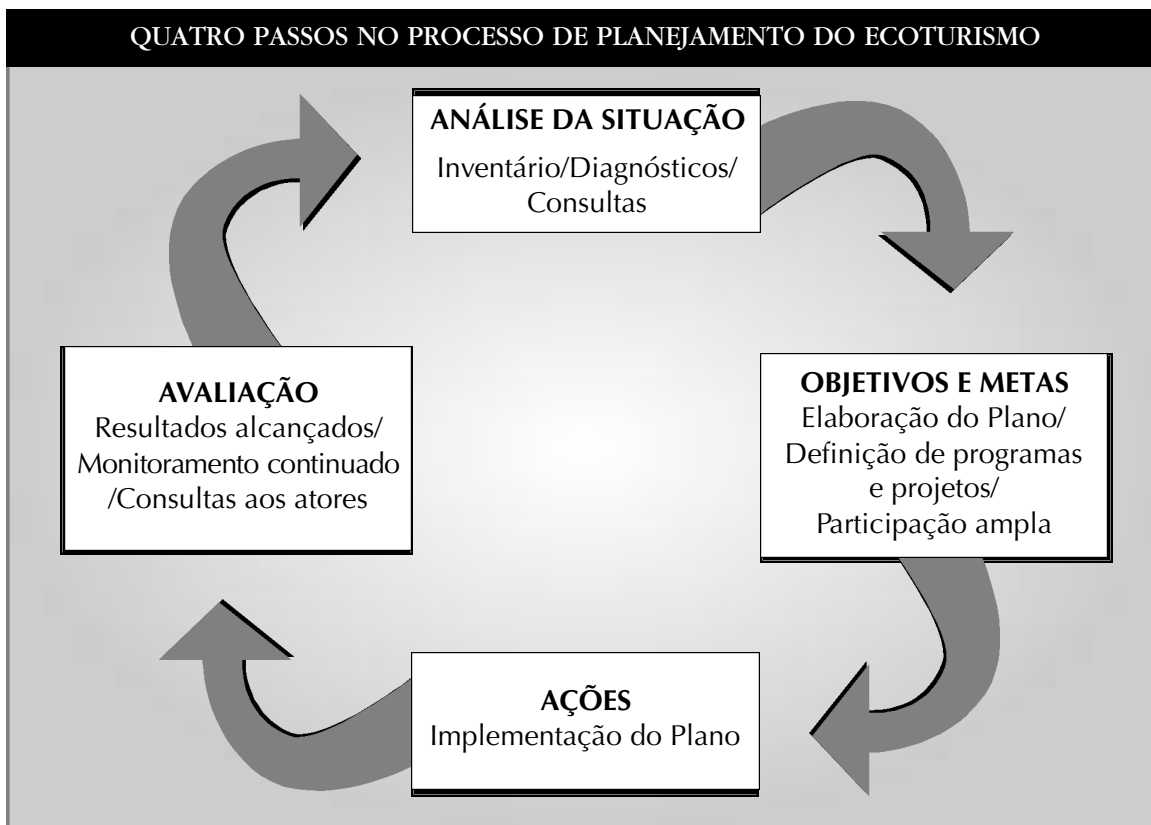 QUATRO PASSOS NO PROCESSO DE PLANEJAMENTO DO ECOTURISMO
ANÁLISE DA SITUAÇÃO
Inventário/Diagnósticos/
Consultas
OBJETIVOS E METAS
Elaboração do Plano/
Definição de programas
e projetos/
Participação ampla
AÇÕES
Implementação do Plano
AVALIAÇÃO
Resultados alcançados/
Monitoramento continuado
/Consultas aos atores